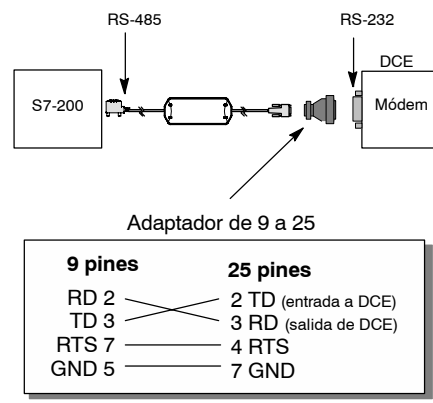 RS-485
RS-232
DCE
S7-200
Módem
Adaptador de 9 a 25
9 pines
25 pines
RD 2
2 TD (entrada a DCE)
TD 3
3 RD (salida de DCE)
RTS 7
4 RTS
GND 5
7 GND